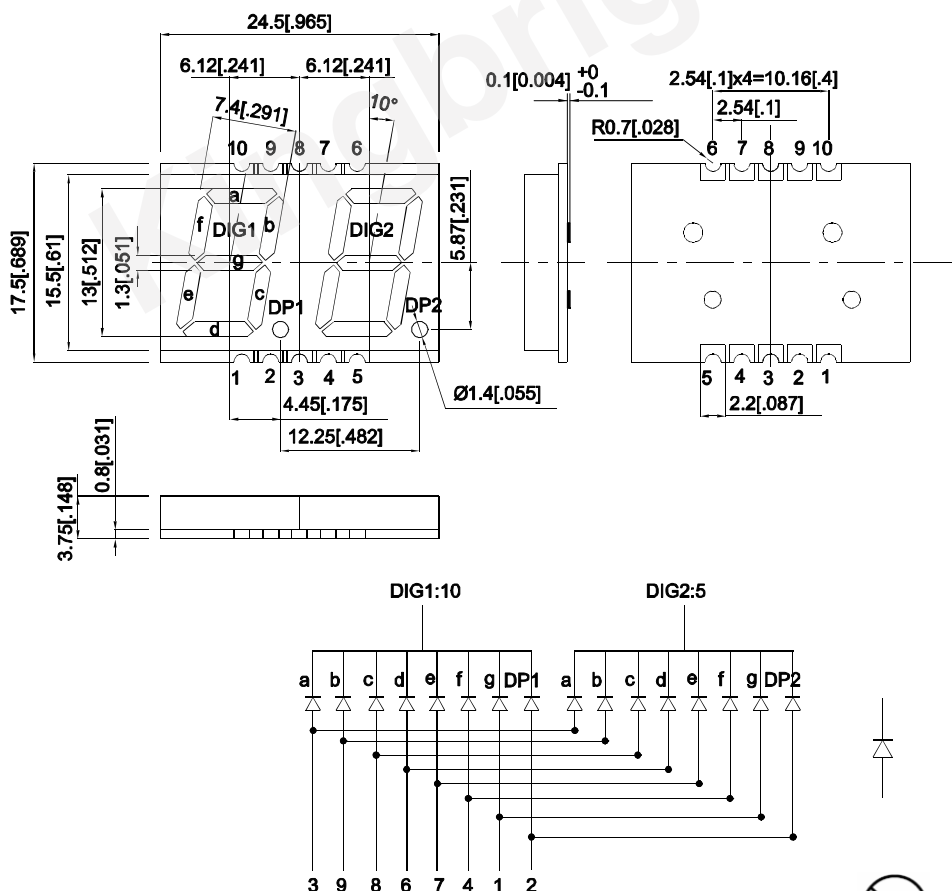 24.5[.965]
6.12[.241] 6.12[.241]
7.4[.291]
10°
10 9 8 7 6
a
f DIG1 b
g
e c
d
DIG2
DP1
DP2
1 2 3 4 5
17.5[.689]
15.5[.61]
13[.512]
1.3[.051]
5.87[.231]
Ø1.4[.055]
4.45[.175]
12.25[.482]
0.1[0.004] +0
-0.1
2.54[.1]x4=10.16[.4]
2.54[.1]
R0.7[.028]
6 7 8 9 10
5 4 3 2 1
2.2[.087]
0.8[.031]
3.75[.148]
DIG1:10 DIG2:5
a b c d e f g DP1 a b c d e f g DP2
3 9 8 6 7 4 1 2
Kingbrig